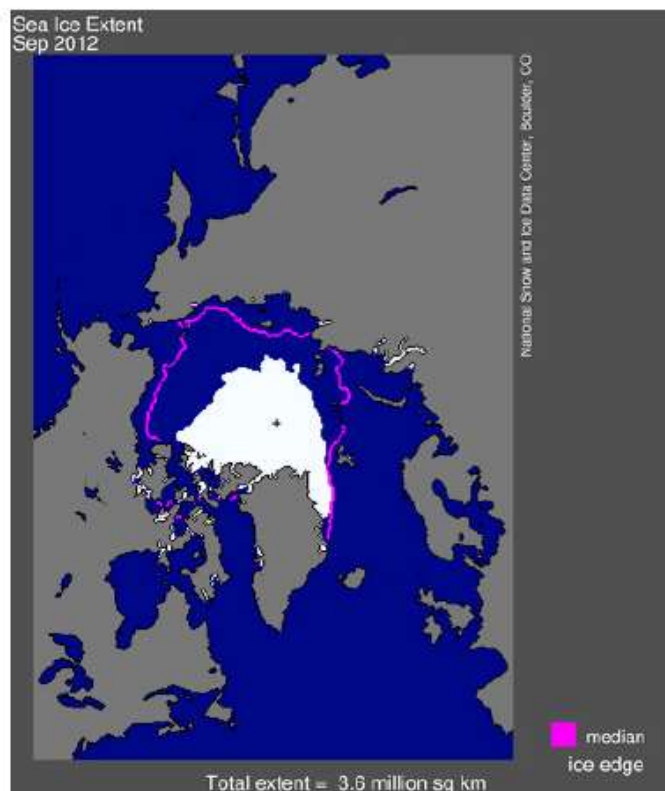 Sea Ice Extent
Sep 2012
National Snow and Ice Data Center, Boulder, CO
median
ice edge
Total extent = 3.6 million sq km